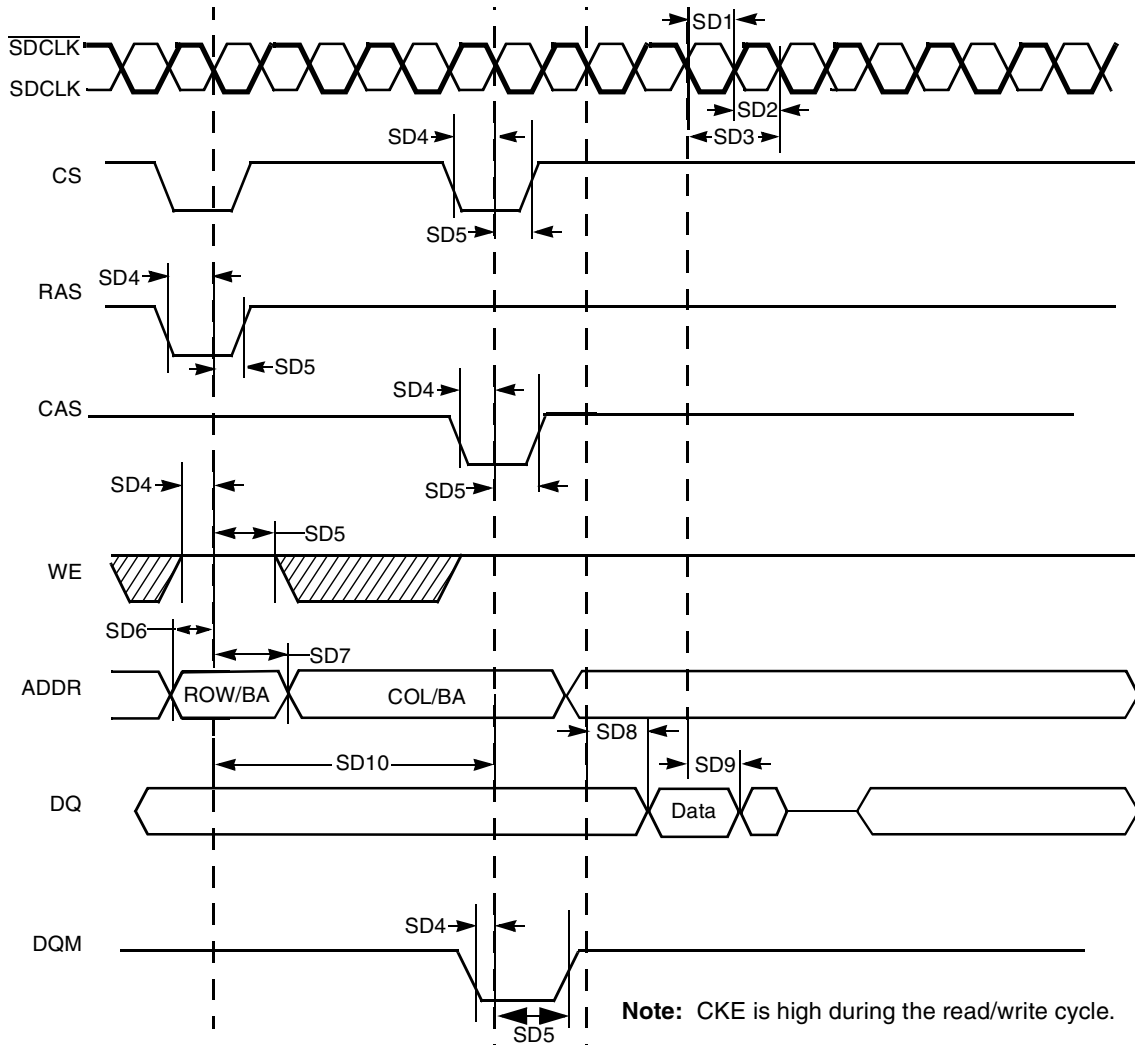 SD1
SDCLK
SDCLK
SD2
SD4
SD3
CS
SD5
SD4
RAS
SD5
SD4
CAS
SD4
SD5
SD5
WE
SD6
SD7
ADDR
ROW/BA
COL/BA
SD8
SD10
SD9
DQ
Data
SD4
DQM
Note: CKE is high during the read/write cycle.
SD5